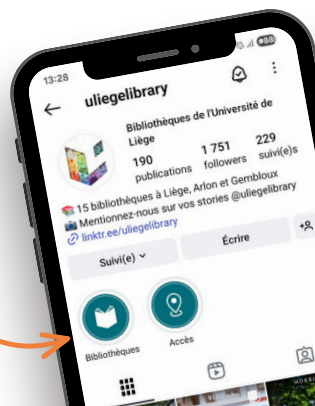 13:28
88
uliegelibrary
Bibliothèques de l'Université de
Liège
190 1 751 229
publications followers suivi(e)s
15 bibliothèques à Liège, Arlon et Gembloux
Mentionnez-nous sur vos stories @uliegelibrary
linktr.ee/uliegelibrary
Suivi(e) Écrire
Bibliothèques Accès